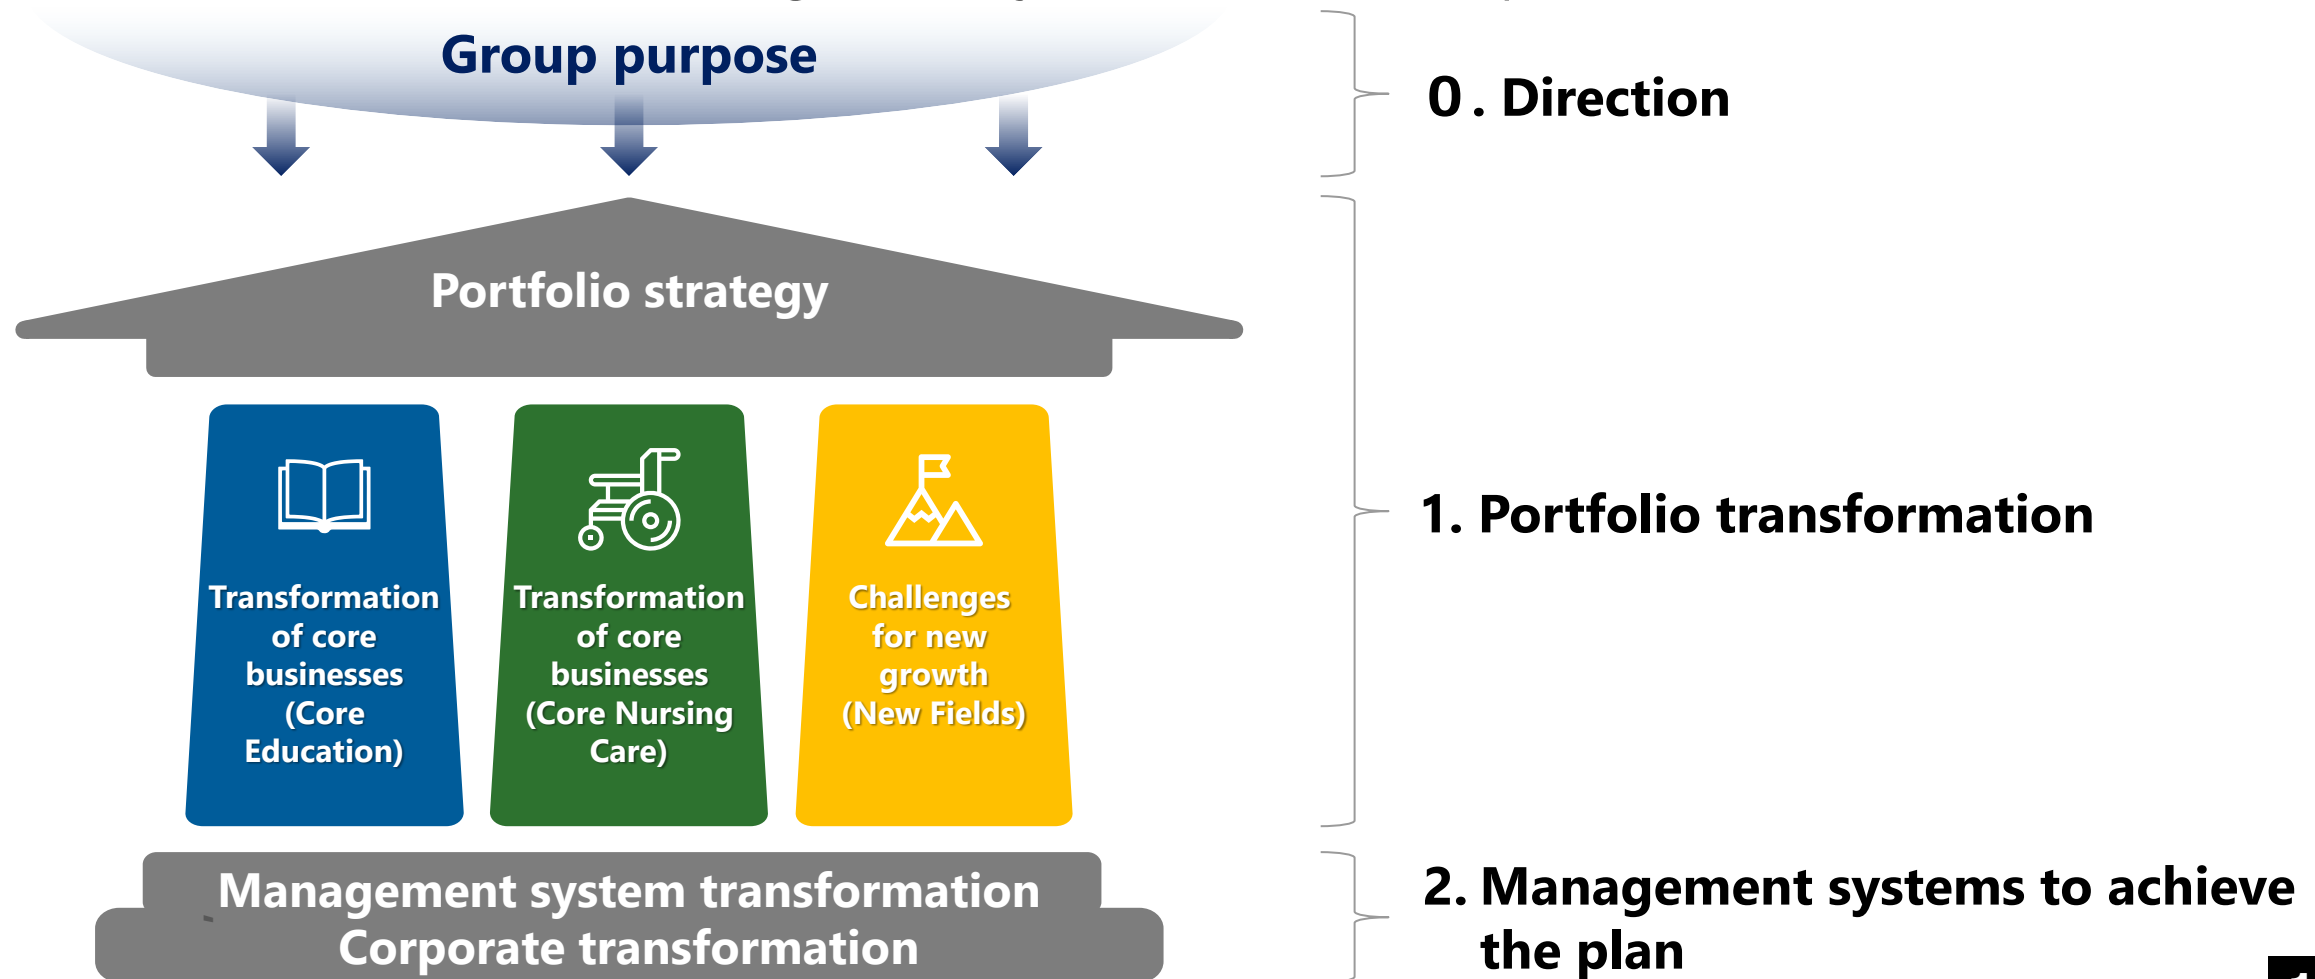 Group purpose
0. Direction
Portfolio strategy
Transformation
of core
businesses
(Core
Education)
Transformation
of core
businesses
(Core Nursing
Care)
Challenges
for new
growth
(New Fields)
1. Portfolio transformation
Management system transformation
Corporate transformation
2. Management systems to achieve
the plan